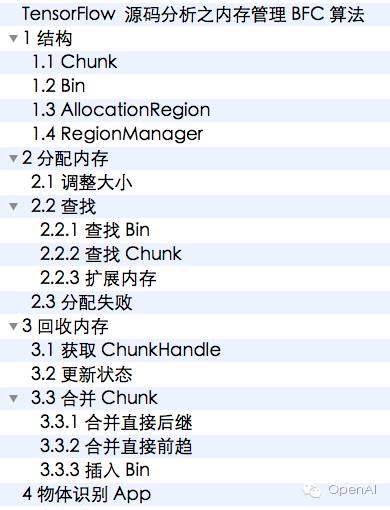 TensorFlow 源码分析之内存管理 BFC 算法
1 结构
1.1 Chunk
1.2 Bin
1.3 AllocationRegion
1.4 RegionManager
2 分配内存
2.1 调整大小
2.2 查找
2.2.1 查找 Bin
2.2.2 查找 Chunk
2.2.3 扩展内存
2.3 分配失败
3 回收内存
3.1 获取 ChunkHandle
3.2 更新状态
3.3 合并 Chunk
3.3.1 合并直接后继
3.3.2 合并直接前趋
3.3.3 插入 Bin
4 物体识别 App
OpenAI